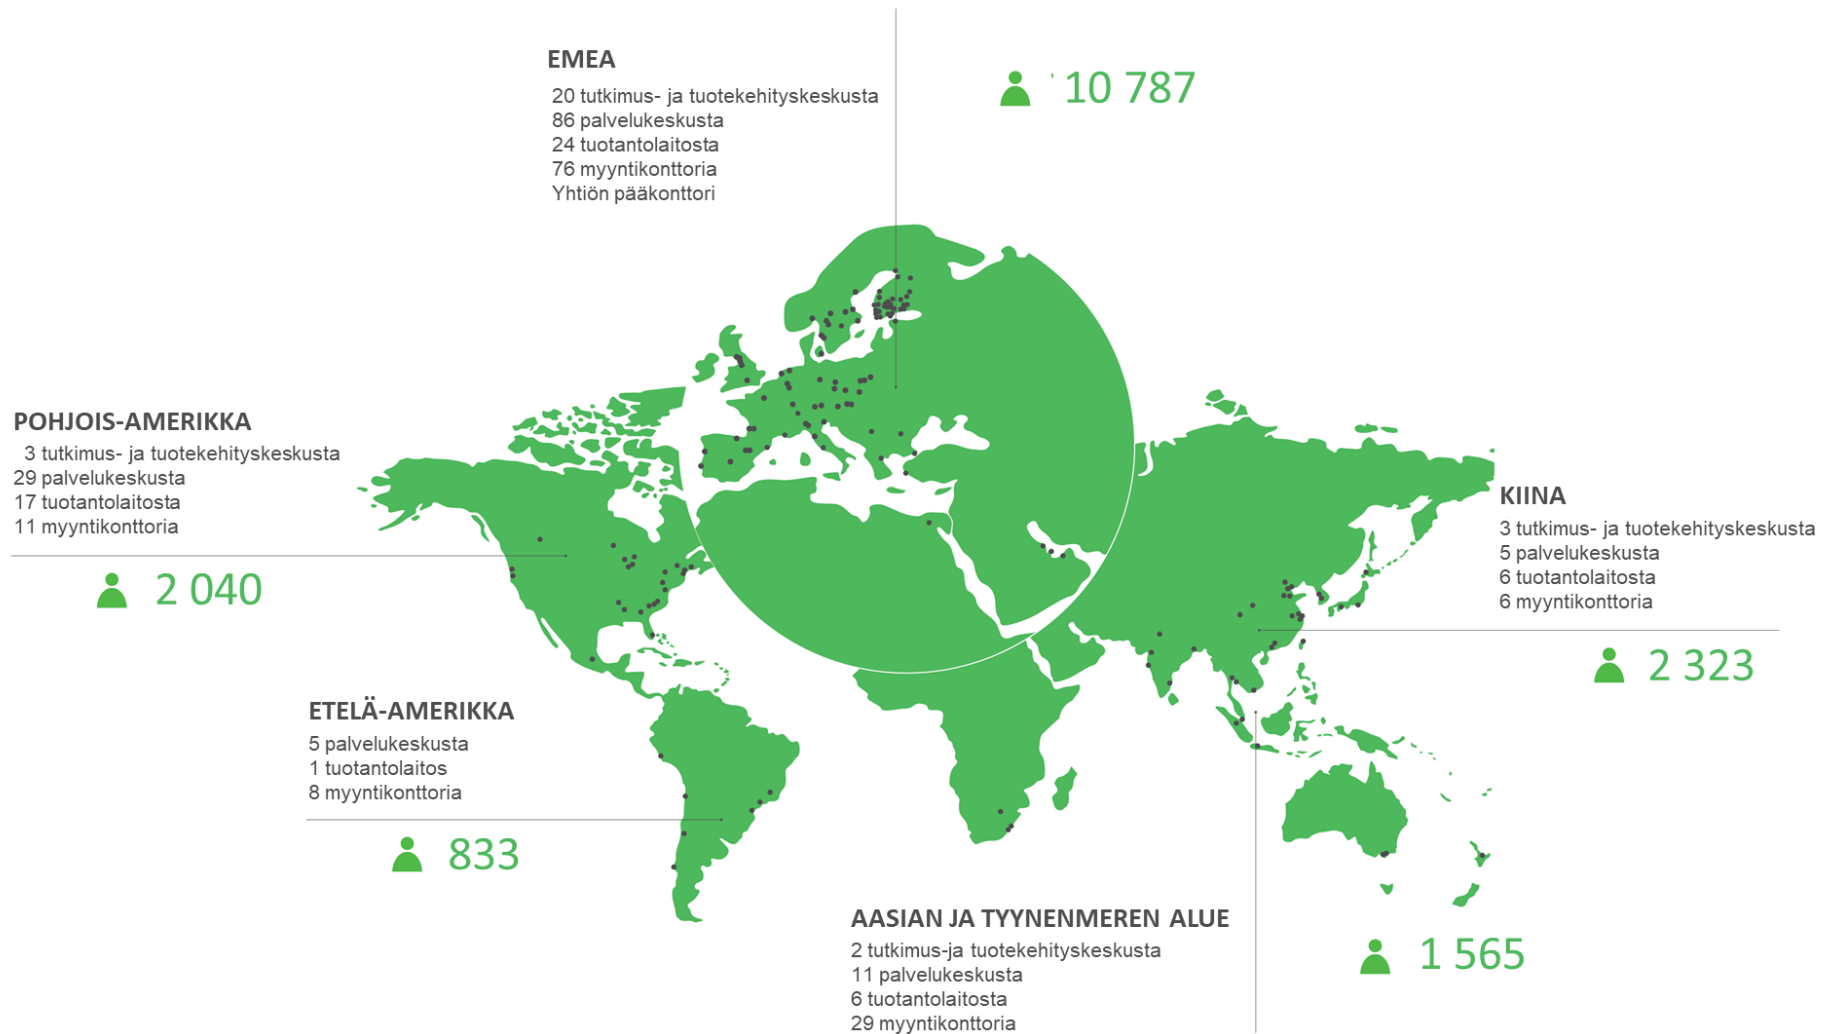 EMEA
20 tutkimus- ja tuotekehityskeskusta
86 palvelukeskusta
24 tuotantolaitosta
76 myyntikonttoria
Yhtiön pääkonttori
10 787
POHJOIS-AMERIKKA
3 tutkimus- ja tuotekehityskeskusta
29 palvelukeskusta
17 tuotantolaitosta
11 myyntikonttoria
2 040
KIINA
3 tutkimus- ja tuotekehityskeskusta
5 palvelukeskusta
6 tuotantolaitosta
6 myyntikonttoria
2 323
ETELÄ-AMERIKKA
5 palvelukeskusta
1 tuotantolaitos
8 myyntikonttoria
833
AASIAN JA TYYNENMEREN ALUE
2 tutkimus-ja tuotekehityskeskusta
11 palvelukeskusta
6 tuotantolaitosta
29 myyntikonttoria
1 565